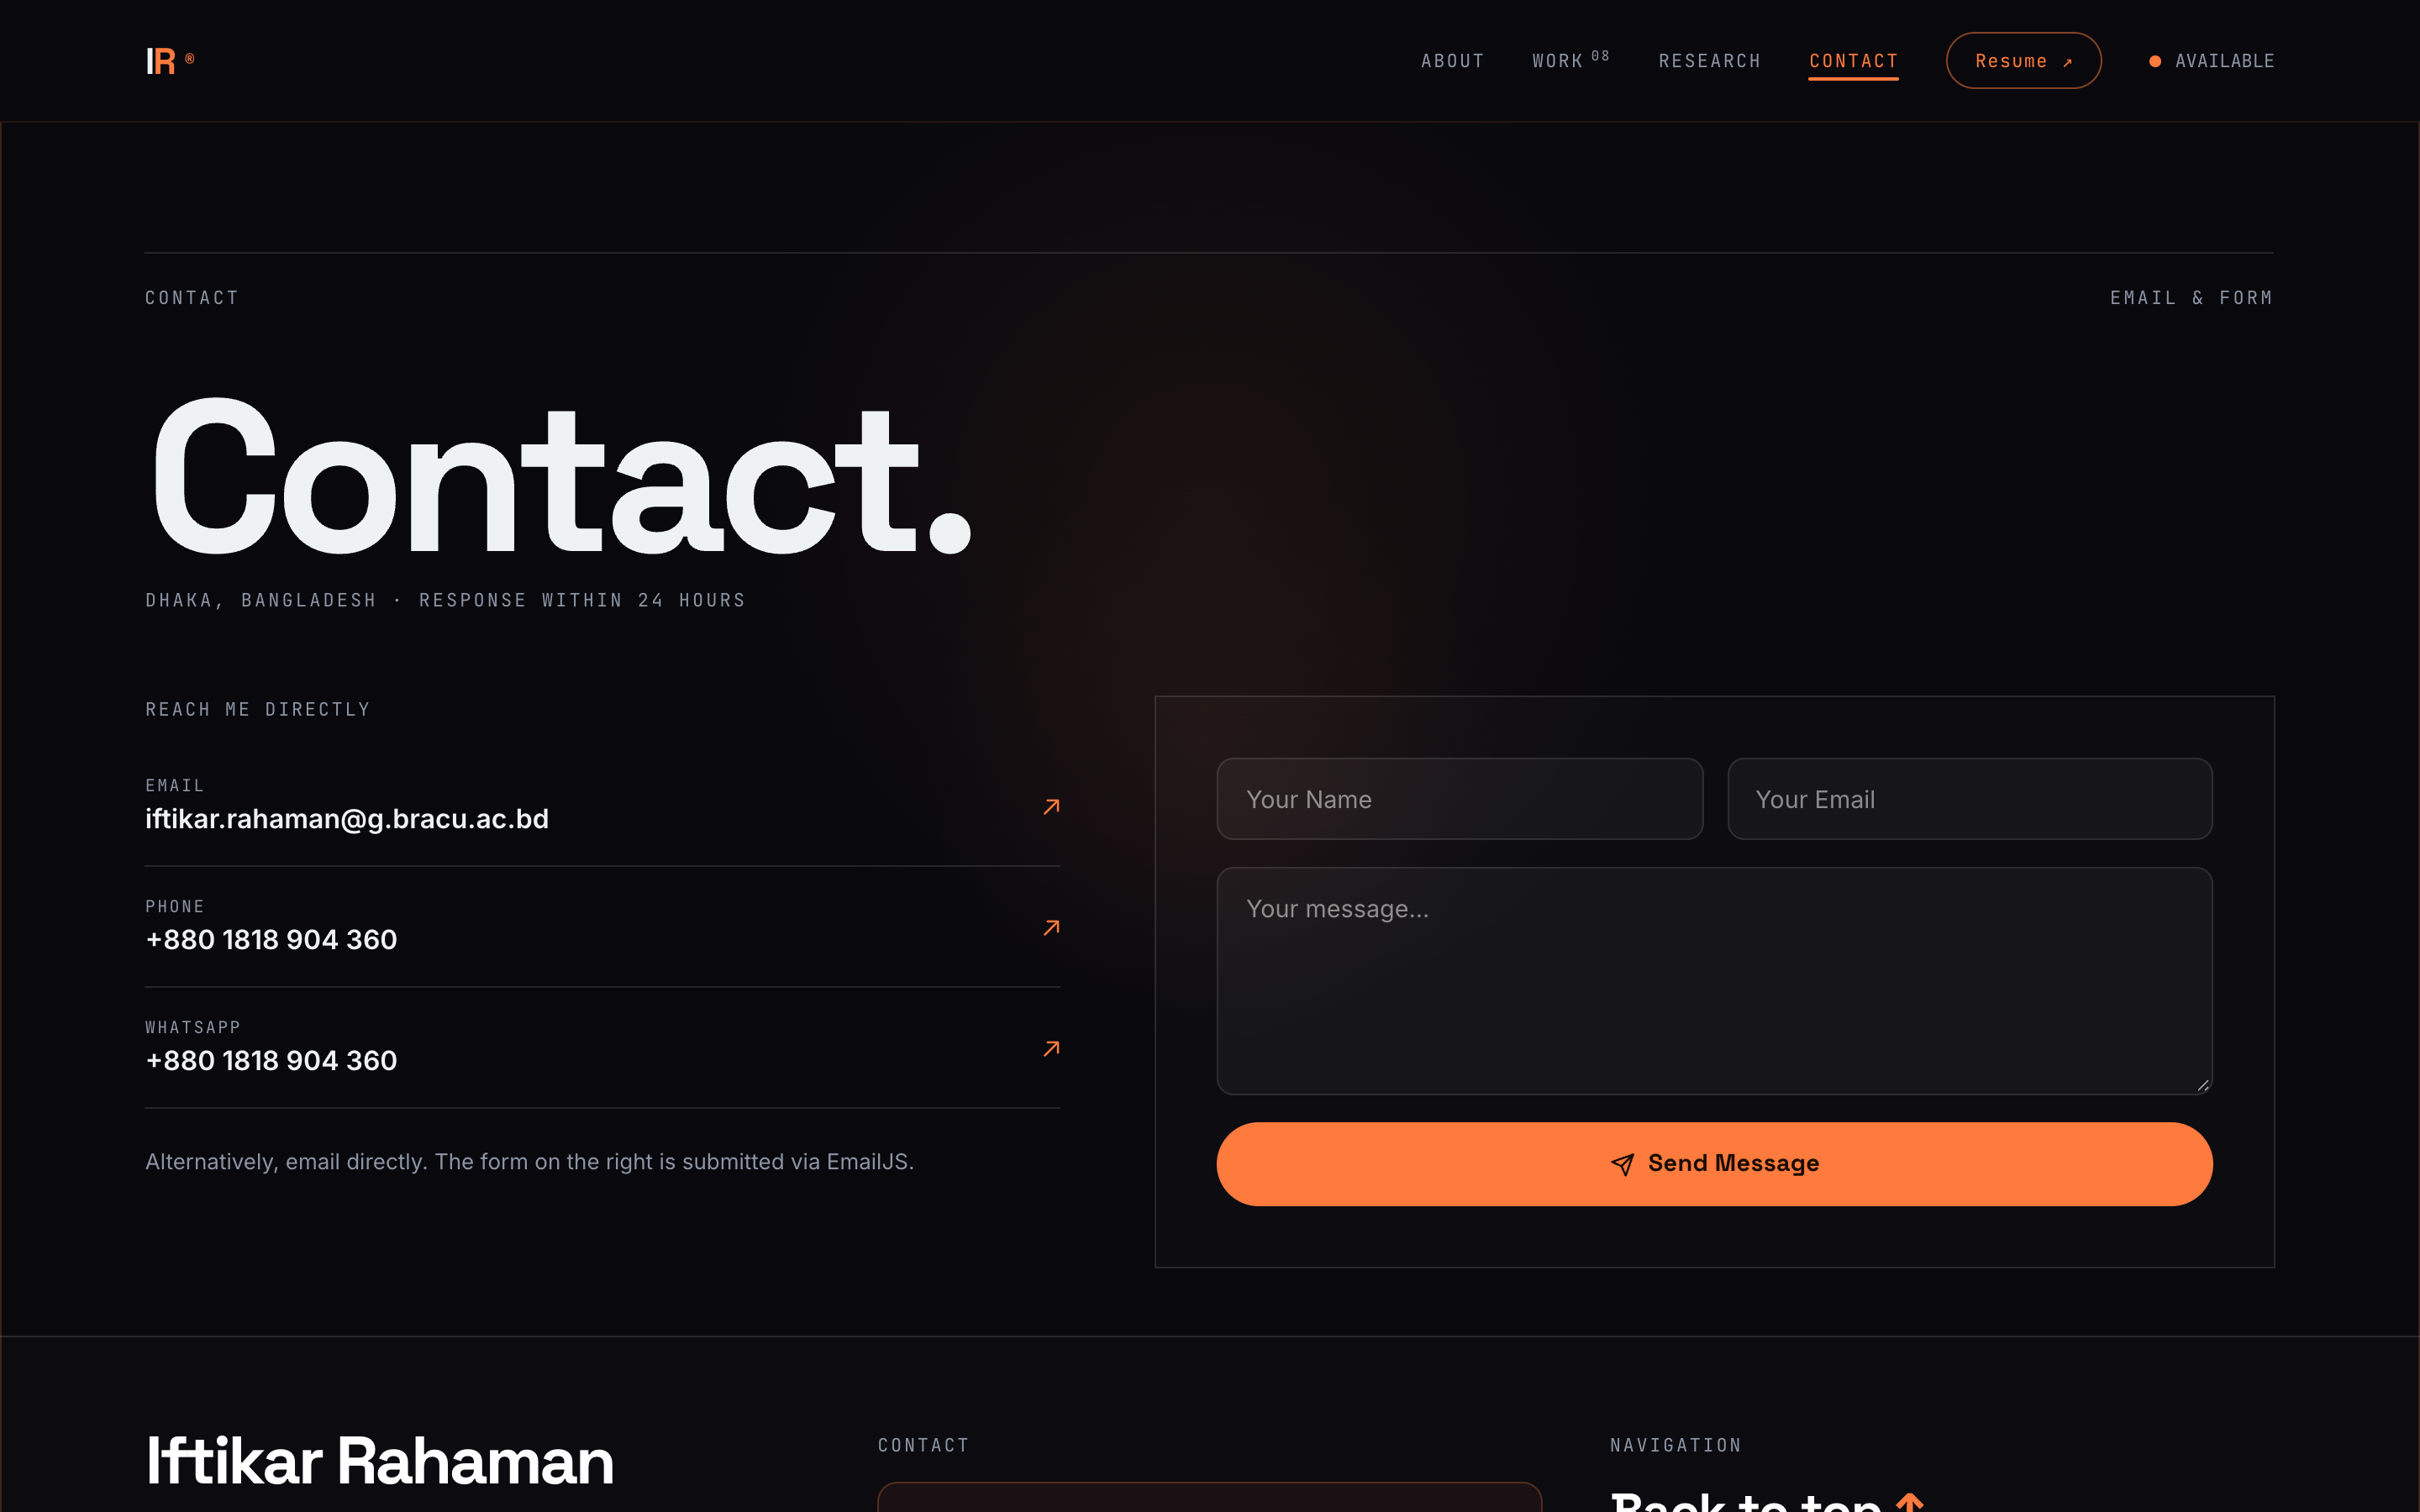 IR ®
ABOUT
WORK 08
RESEARCH
CONTACT
Resume ↗
AVAILABLE
CONTACT
EMAIL & FORM
Contact.
DHAKA, BANGLADESH · RESPONSE WITHIN 24 HOURS
REACH ME DIRECTLY
EMAIL
iftikar.rahaman@g.bracu.ac.bd
PHONE
+880 1818 904 360
WHATSAPP
+880 1818 904 360
Alternatively, email directly. The form on the right is submitted via EmailJS.
Your Name
Your Email
Your message...
Send Message
Iftikar Rahaman
CONTACT
NAVIGATION
Back to top ↑